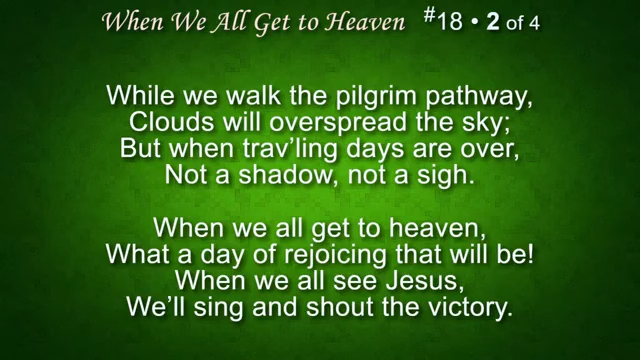 When We All Get to Heaven #18 • 2 of 4
While we walk the pilgrim pathway,
Clouds will overspread the sky;
But when trav’ling days are over,
Not a shadow, not a sigh.
When we all get to heaven,
What a day of rejoicing that will be!
When we all see Jesus,
We’ll sing and shout the victory.